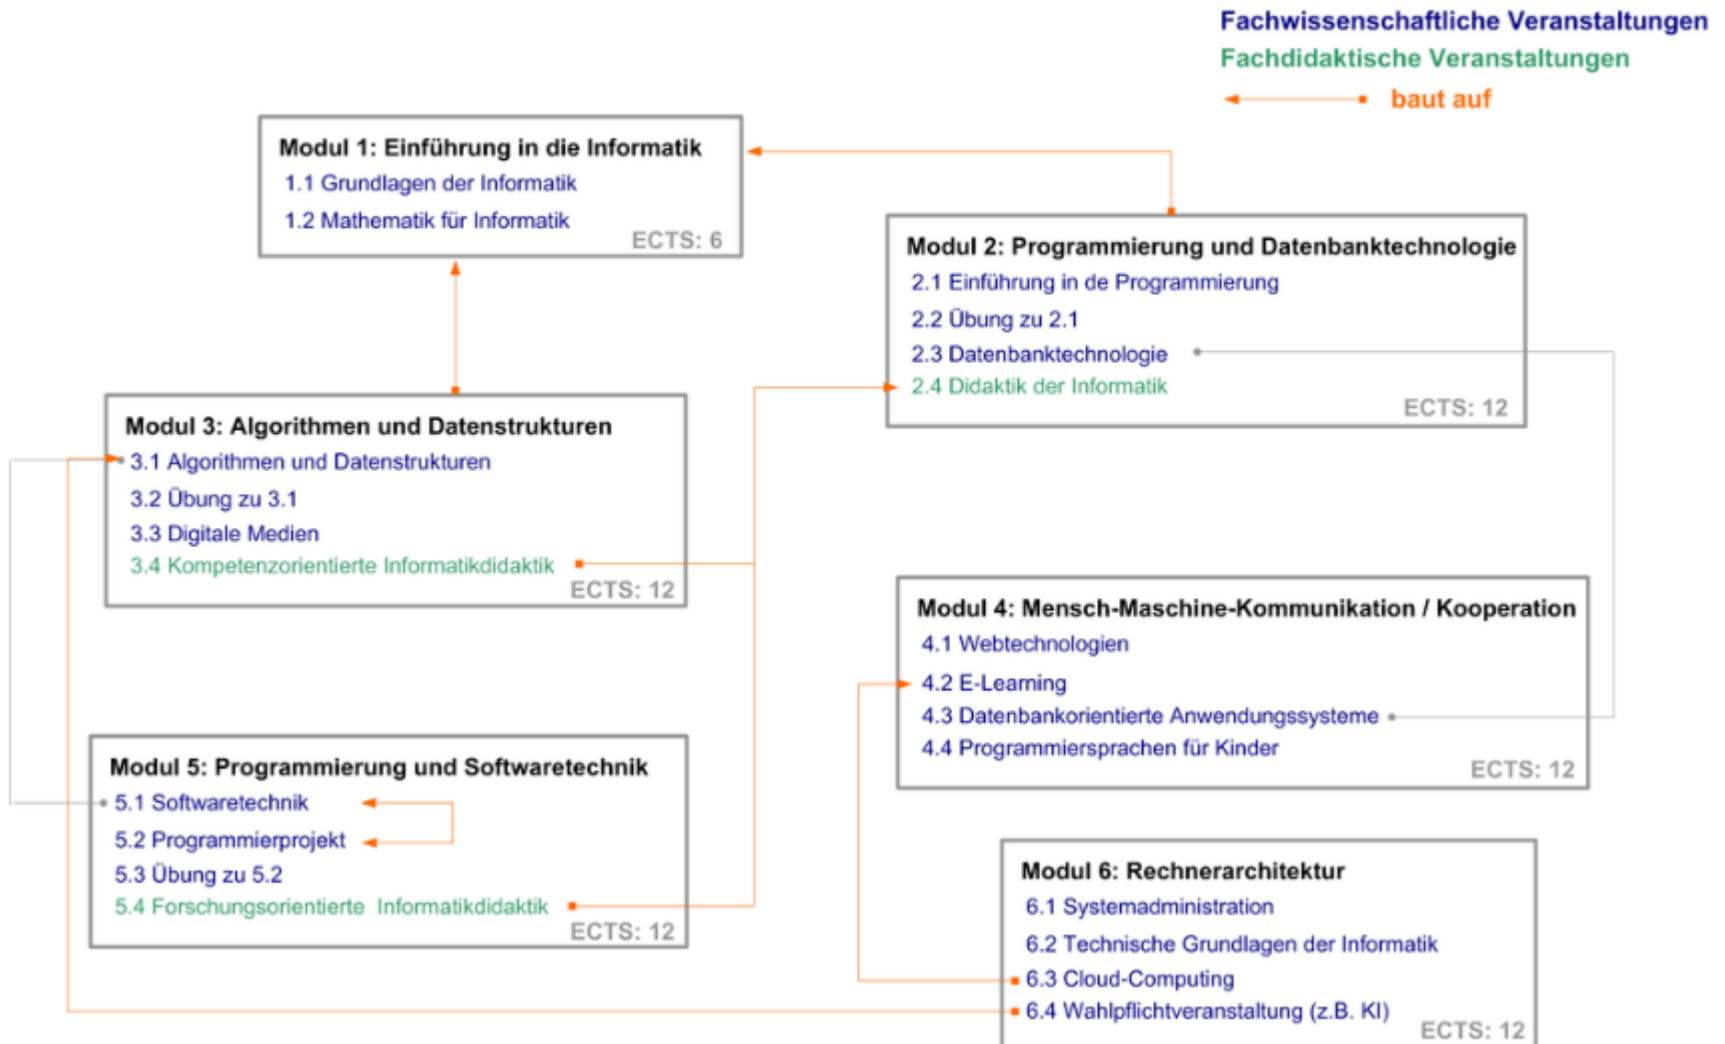 Fachwissenschaftliche Veranstaltungen
Fachdidaktische Veranstaltungen
baut auf
Modul 1: Einführung in die Informatik
1.1 Grundlagen der Informatik
1.2 Mathematik für Informatik
ECTS: 6
Modul 2: Programmierung und Datenbanktechnologie
2.1 Einführung in de Programmierung
2.2 Übung zu 2.1
2.3 Datenbanktechnologie
2.4 Didaktik der Informatik
ECTS: 12
Modul 3: Algorithmen und Datenstrukturen
3.1 Algorithmen und Datenstrukturen
3.2 Übung zu 3.1
3.3 Digitale Medien
3.4 Kompetenzorientierte Informatikdidaktik
ECTS: 12
Modul 4: Mensch-Maschine-Kommunikation / Kooperation
4.1 Webtechnologien
4.2 E-Learning
4.3 Datenbankorientierte Anwendungssysteme
4.4 Programmiersprachen für Kinder
ECTS: 12
Modul 5: Programmierung und Softwaretechnik
5.1 Softwaretechnik
5.2 Programmierprojekt
5.3 Übung zu 5.2
5.4 Forschungsorientierte Informatikdidaktik
ECTS: 12
Modul 6: Rechnerarchitektur
6.1 Systemadministration
6.2 Technische Grundlagen der Informatik
6.3 Cloud-Computing
6.4 Wahlpflichtveranstaltung (z.B. KI)
ECTS: 12